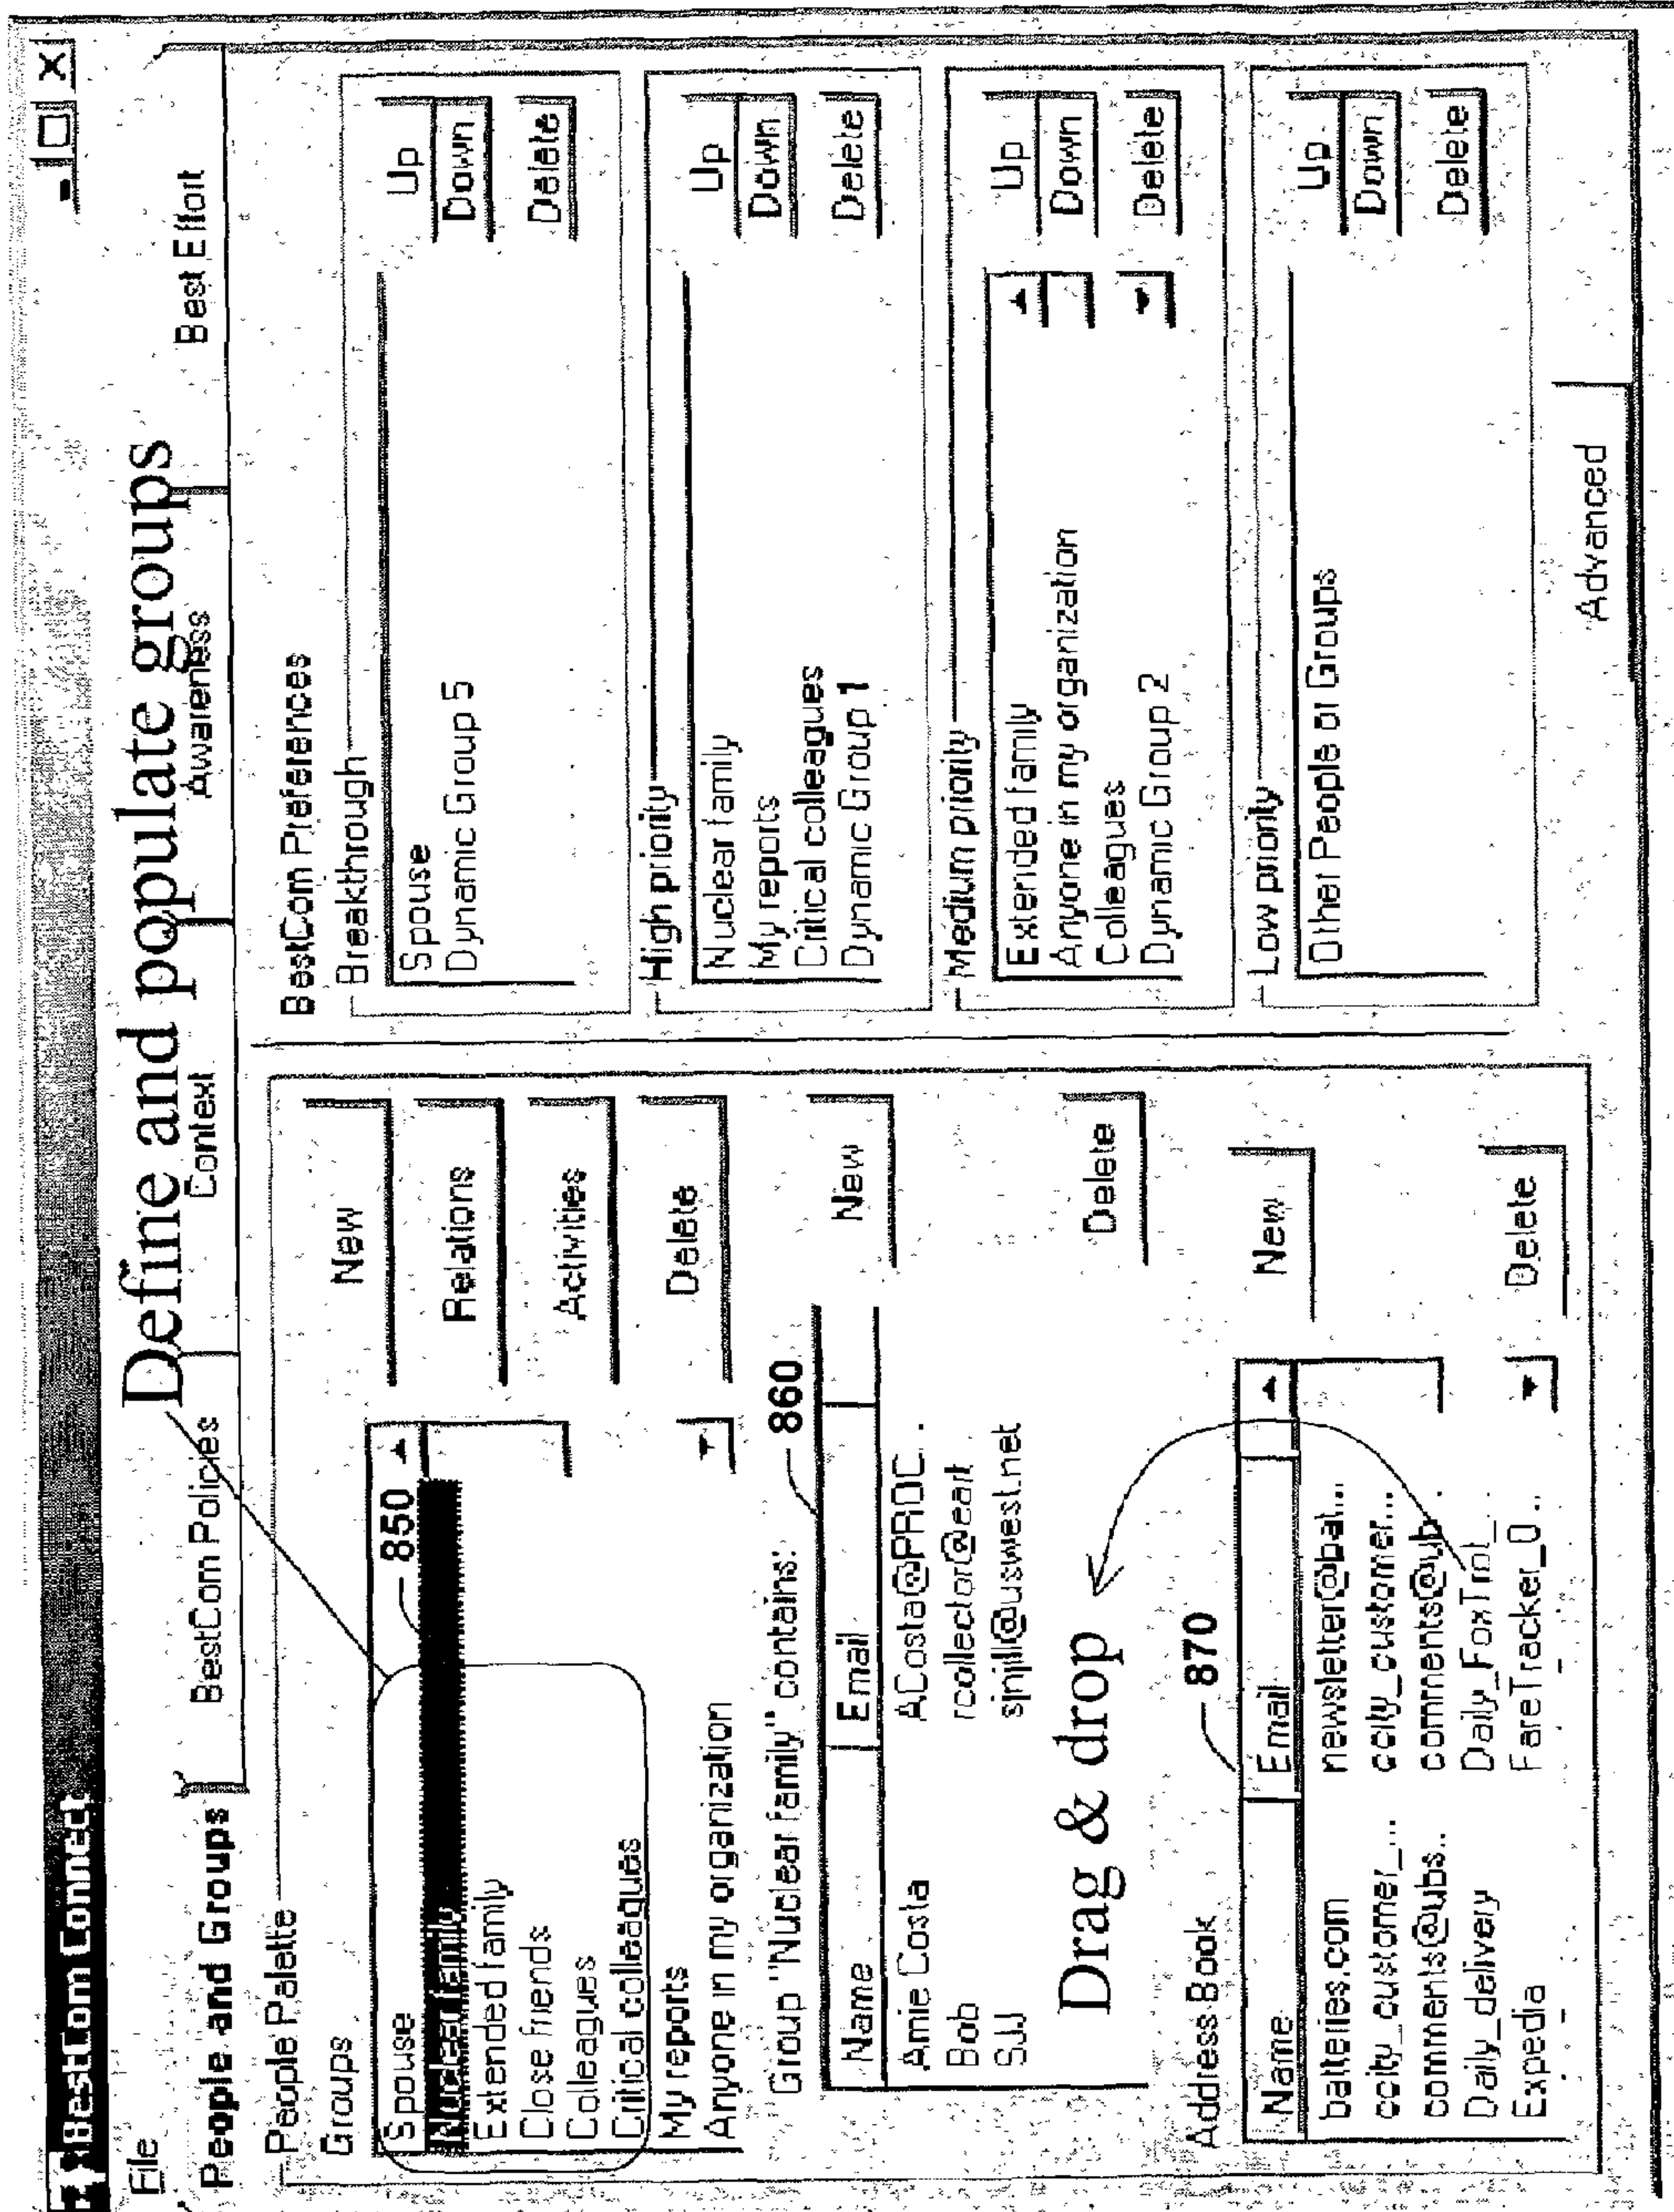 BestCom Connect
File
Define and populate groups
People and Groups
BestCom Policies
Context
Awareness
Best Effort
People Palette
Groups
Spouse
850
Nuclear family
Extended family
Close friends
Colleagues
Critical colleagues
My reports
Anyone in my organization
New
Relations
Activities
Delete
Group "Nuclear family" contains:
860
Name Email
Amie Costa ACosta@PROC..
Bob rcollector@eart
SJJ sjnjill@uswest.net
New
Delete
Drag & drop
Address Book
870
Name Email
batteries.com newsletter@bat...
ccity_customer_... ccity_customer...
comments@ubs.. comments@ub..
Daily_delivery Daily_FoxTrot_..
Expedia FareTracker_0..
New
Delete
BestCom Preferences
Breakthrough
Spouse
Dynamic Group 5
Up
Down
Delete
High priority
Nuclear family
My reports
Critical colleagues
Dynamic Group 1
Up
Down
Delete
Medium priority
Extended family
Anyone in my organization
Colleagues
Dynamic Group 2
Up
Down
Delete
Low priority
Other People or Groups
Up
Down
Delete
Advanced